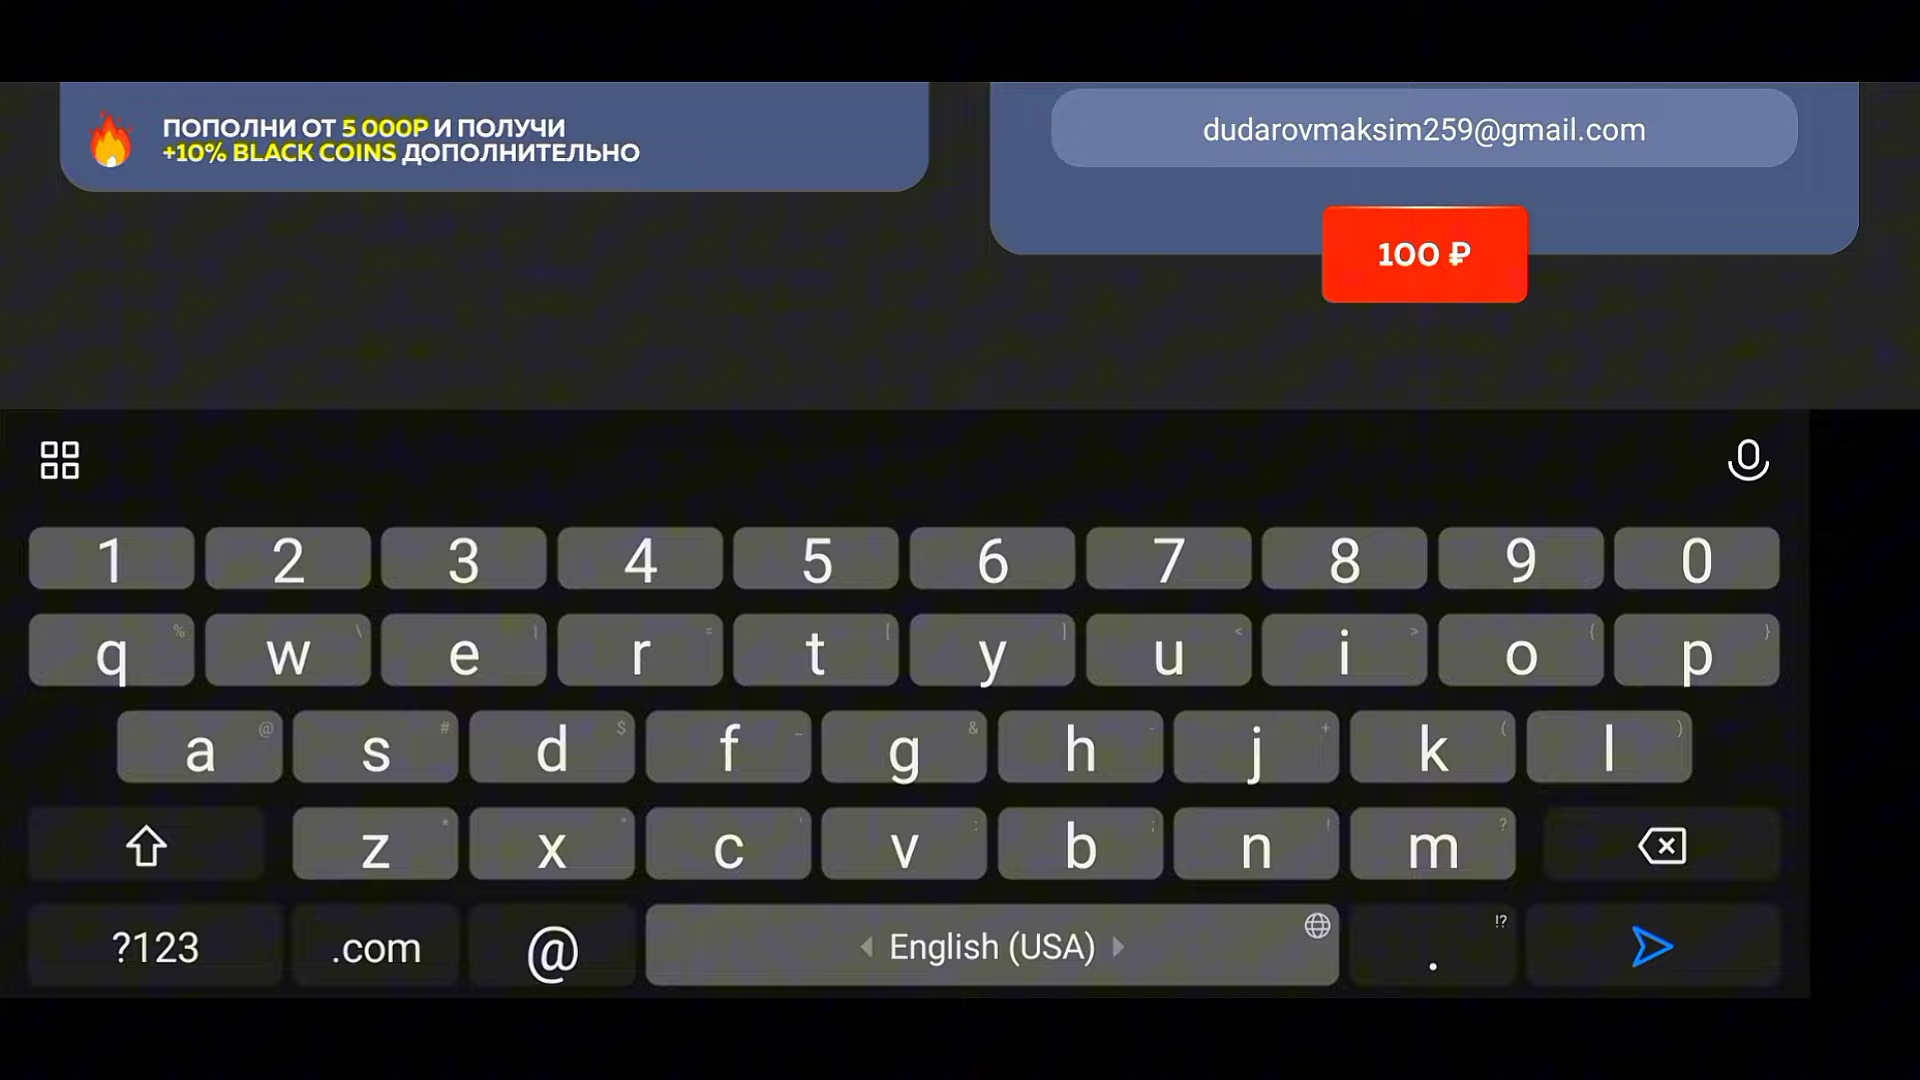 ПОПОЛНИ ОТ 5 000Р И ПОЛУЧИ
+10% BLACK COINS ДОПОЛНИТЕЛЬНО
dudarovmaksim259@gmail.com
100 ₽
1 2 3 4 5 6 7 8 9 0
q w e r t y u i o p
a s d f g h j k l
z x c v b n m
?123 .com @ English (USA) . !?